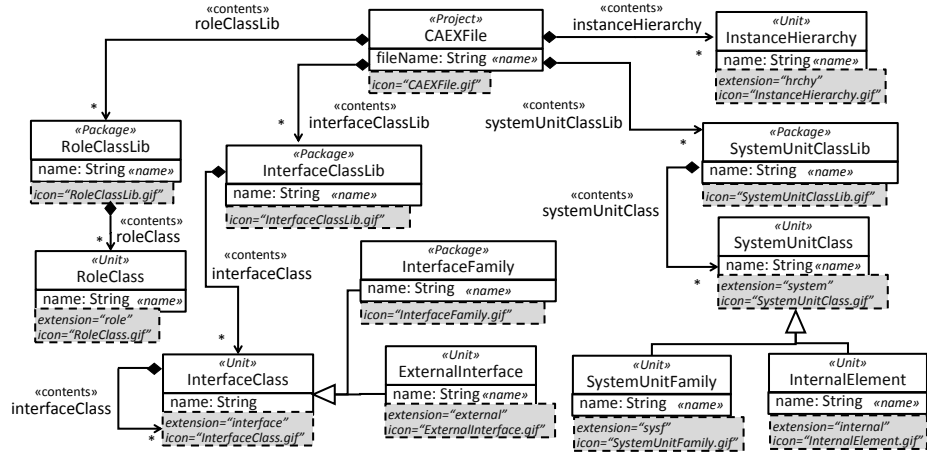 «contents»
roleClassLib
«Project»
CAEXFile
fileName: String «name»
icon="CAEXFile.gif"
«contents»
instanceHierarchy
*
«Unit»
InstanceHierarchy
name: String «name»
extension="hrchy"
icon="InstanceHierarchy.gif"
«contents»
interfaceClassLib
*
«contents»
systemUnitClassLib
*
*
«Package»
RoleClassLib
name: String «name»
icon="RoleClassLib.gif"
«Package»
InterfaceClassLib
name: String «name»
icon="InterfaceClassLib.gif"
«Package»
SystemUnitClassLib
name: String «name»
icon="SystemUnitClassLib.gif"
«contents»
roleClass
*
«Unit»
RoleClass
name: String «name»
extension="role"
icon="RoleClass.gif"
«contents»
interfaceClass
*
«Package»
InterfaceFamily
name: String «name»
icon="InterfaceFamily.gif"
«contents»
systemUnitClass
*
«Unit»
SystemUnitClass
name: String «name»
extension="system"
icon="SystemUnitClass.gif"
«contents»
interfaceClass
*
«Unit»
InterfaceClass
name: String
extension="interface"
icon="InterfaceClass.gif"
«Unit»
ExternalInterface
name: String «name»
extension="external"
icon="ExternalInterface.gif"
«Unit»
SystemUnitFamily
name: String «name»
extension="sysf"
icon="SystemUnitFamily.gif"
«Unit»
InternalElement
name: String «name»
extension="internal"
icon="InternalElement.gif"